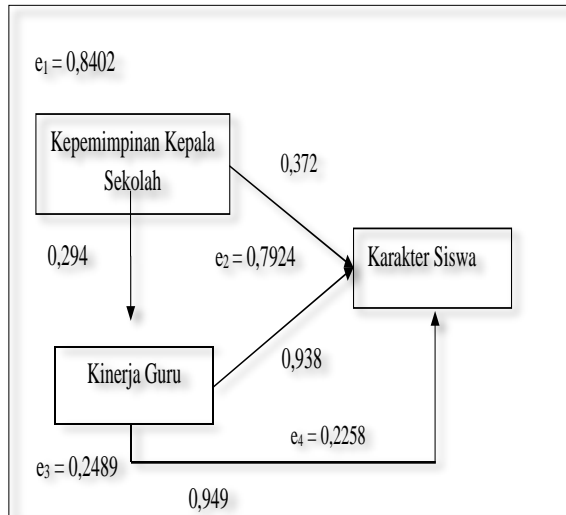 e₁ = 0,8402
Kepemimpinan Kepala
Sekolah
0,372
0,294
e₂ = 0,7924
Karakter Siswa
Kinerja Guru
0,938
e₄ = 0,2258
e₃ = 0,2489
0,949